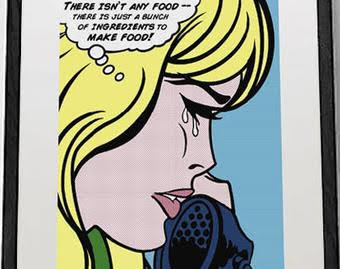 THERE ISN'T ANY FOOD --
THERE IS JUST A BUNCH
OF INGREDIENTS TO
MAKE FOOD!